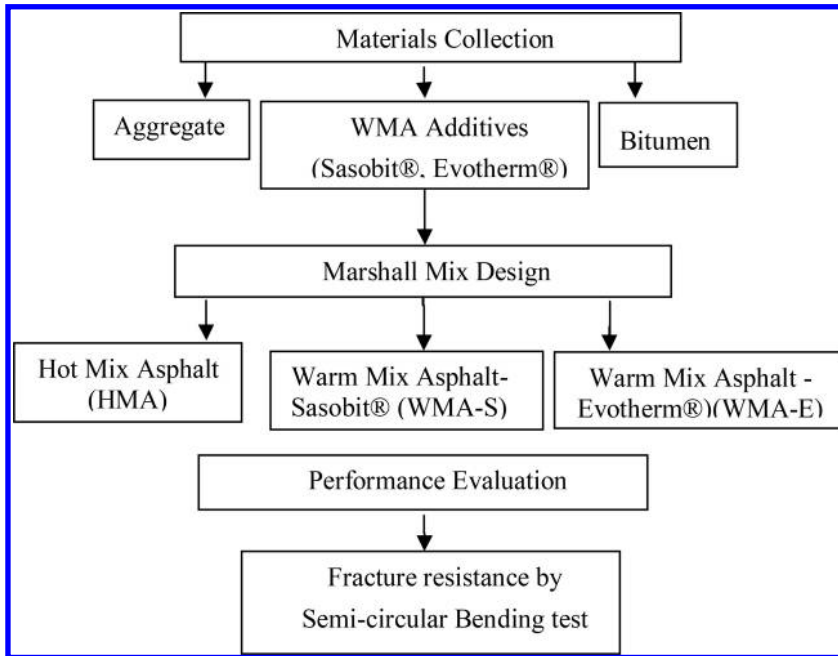 Materials Collection
Aggregate
WMA Additives
(Sasobit®, Evotherm®)
Bitumen
Marshall Mix Design
Hot Mix Asphalt
(HMA)
Warm Mix Asphalt-
Sasobit® (WMA-S)
Warm Mix Asphalt -
Evotherm®)(WMA-E)
Performance Evaluation
Fracture resistance by
Semi-circular Bending test